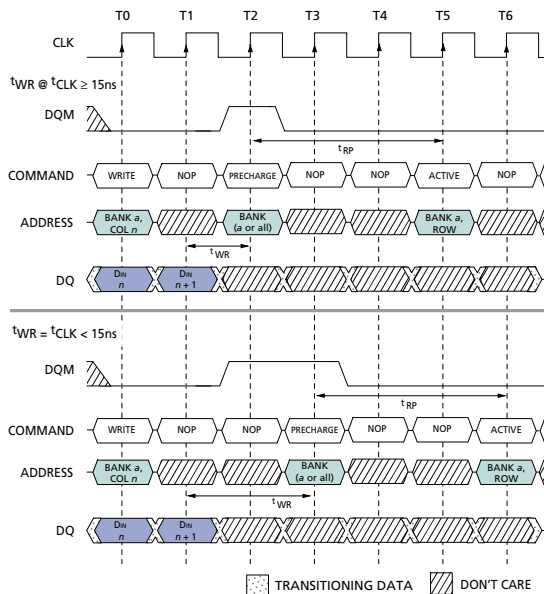 T0 T1 T2 T3 T4 T5 T6
CLK
tWR @ tCLK ≥ 15ns
DQM
tRP
COMMAND WRITE NOP PRECHARGE NOP NOP ACTIVE NOP
ADDRESS BANK a, COL n BANK (a or all) BANK a, ROW
tWR
DQ DIN n DIN n + 1
tWR = tCLK < 15ns
DQM
tRP
COMMAND WRITE NOP NOP PRECHARGE NOP NOP ACTIVE
ADDRESS BANK a, COL n BANK (a or all) BANK a, ROW
tWR
DQ DIN n DIN n + 1
TRANSITIONING DATA DON'T CARE